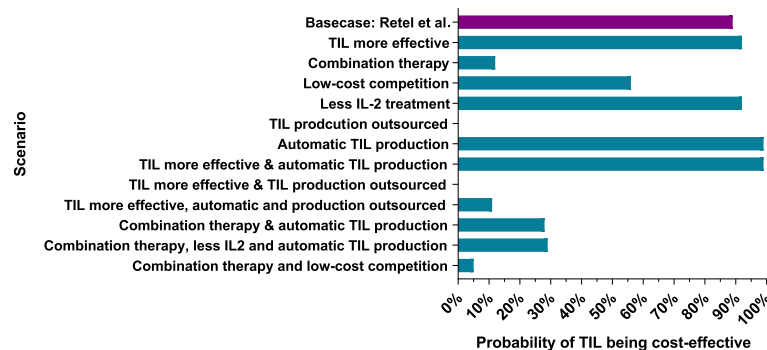 Basecase: Retel et al.
TIL more effective
Combination therapy
Low-cost competition
Less IL-2 treatment
TIL prodcution outsourced
Automatic TIL production
TIL more effective & automatic TIL production
TIL more effective & TIL production outsourced
TIL more effective, automatic and production outsourced
Combination therapy & automatic TIL production
Combination therapy, less IL2 and automatic TIL production
Combination therapy and low-cost competition
Scenario
0% 10% 20% 30% 40% 50% 60% 70% 80% 90% 100%
Probability of TIL being cost-effective